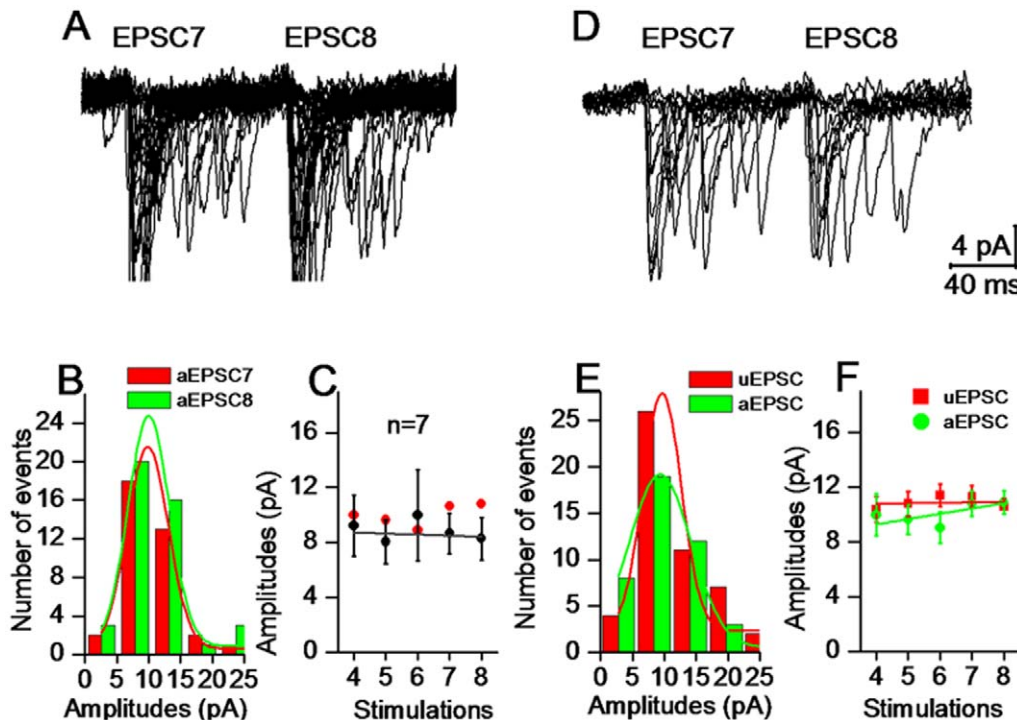 A
EPSC7 EPSC8
D
EPSC7 EPSC8
4 pA
40 ms
B
aEPSC7
aEPSC8
Number of events
24
20
16
12
8
4
0
0 5 10 15 20 25
Amplitudes (pA)
C
n=7
Amplitudes (pA)
16
12
8
4
0
4 5 6 7 8
Stimulations
E
uEPSC
aEPSC
Number of events
25
20
15
10
5
0
0 5 10 15 20 25
Amplitudes (pA)
F
uEPSC
aEPSC
Amplitudes (pA)
16
12
8
4
0
4 5 6 7 8
Stimulations